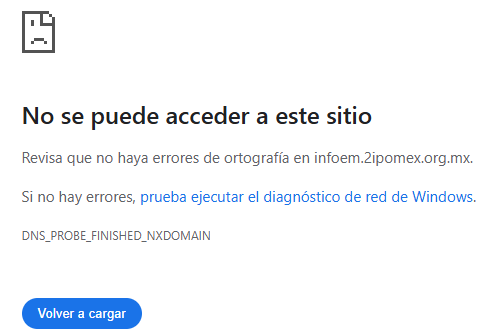 No se puede acceder a este sitio
Revisa que no haya errores de ortografía en infoem.2ipomex.org.mx.
Si no hay errores, prueba ejecutar el diagnóstico de red de Windows.
DNS_PROBE_FINISHED_NXDOMAIN
Volver a cargar